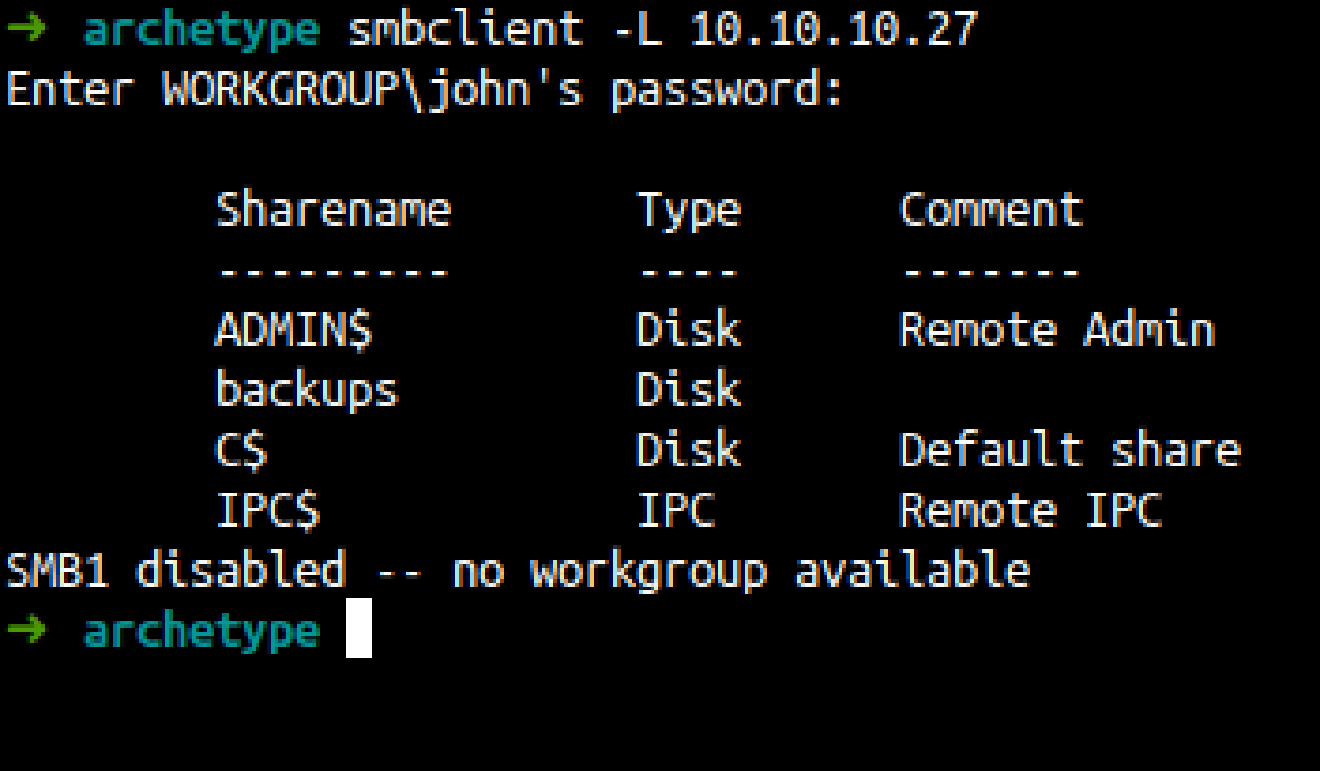 ➜ archetype smbclient -L 10.10.10.27
Enter WORKGROUP\john's password:
Sharename Type Comment
--------- ---- -------
ADMIN$ Disk Remote Admin
backups Disk
C$ Disk Default share
IPC$ IPC Remote IPC
SMB1 disabled -- no workgroup available
➜ archetype